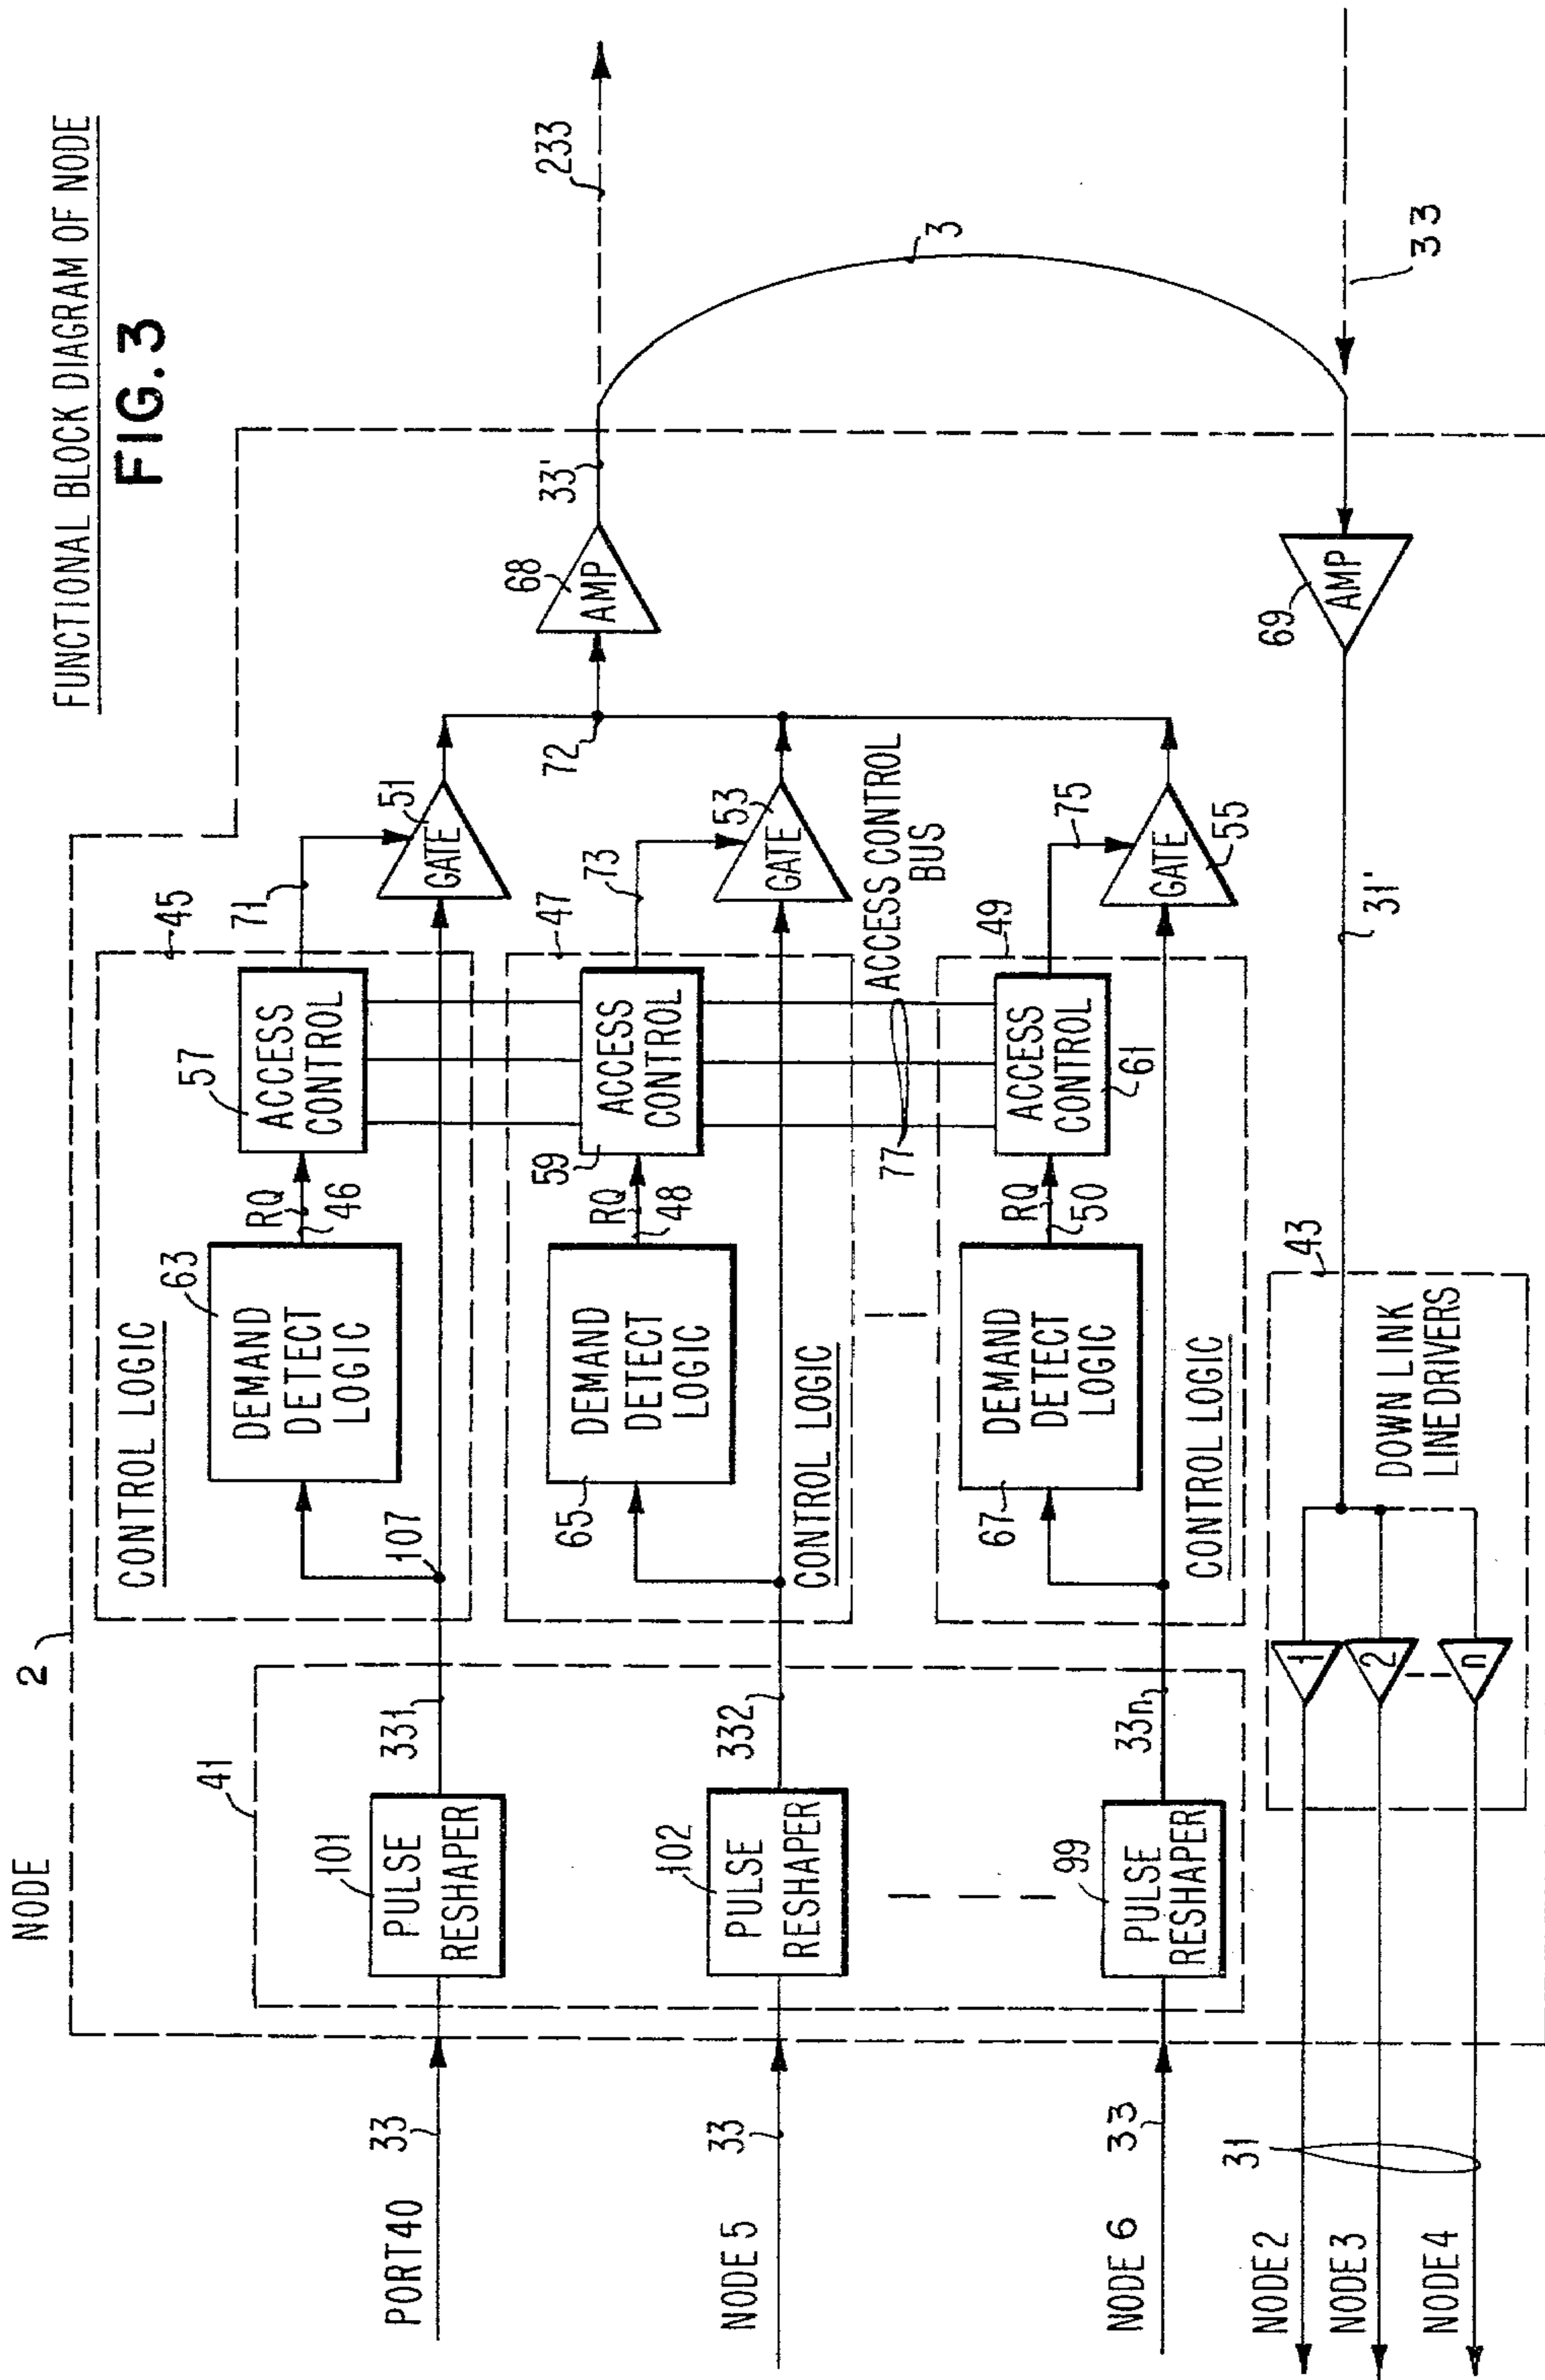 FUNCTIONAL BLOCK DIAGRAM OF NODE
FIG. 3
NODE
2
41
PORT 40
33
101
PULSE
RESHAPER
331
107
CONTROL LOGIC
63
DEMAND
DETECT
LOGIC
RQ
46
57
ACCESS
CONTROL
45
71
51
GATE
NODE 5
33
102
PULSE
RESHAPER
332
65
DEMAND
DETECT
LOGIC
CONTROL LOGIC
RQ
48
59
ACCESS
CONTROL
47
73
53
GATE
72
68
AMP
33'
233
3
77
ACCESS CONTROL
BUS
NODE 6
33
99
PULSE
RESHAPER
33n
67
DEMAND
DETECT
LOGIC
CONTROL LOGIC
RQ
50
61
ACCESS
CONTROL
49
75
55
GATE
NODE 2
NODE 3
NODE 4
31
1
2
n
43
DOWN LINK
LINE DRIVERS
31'
69
AMP
33